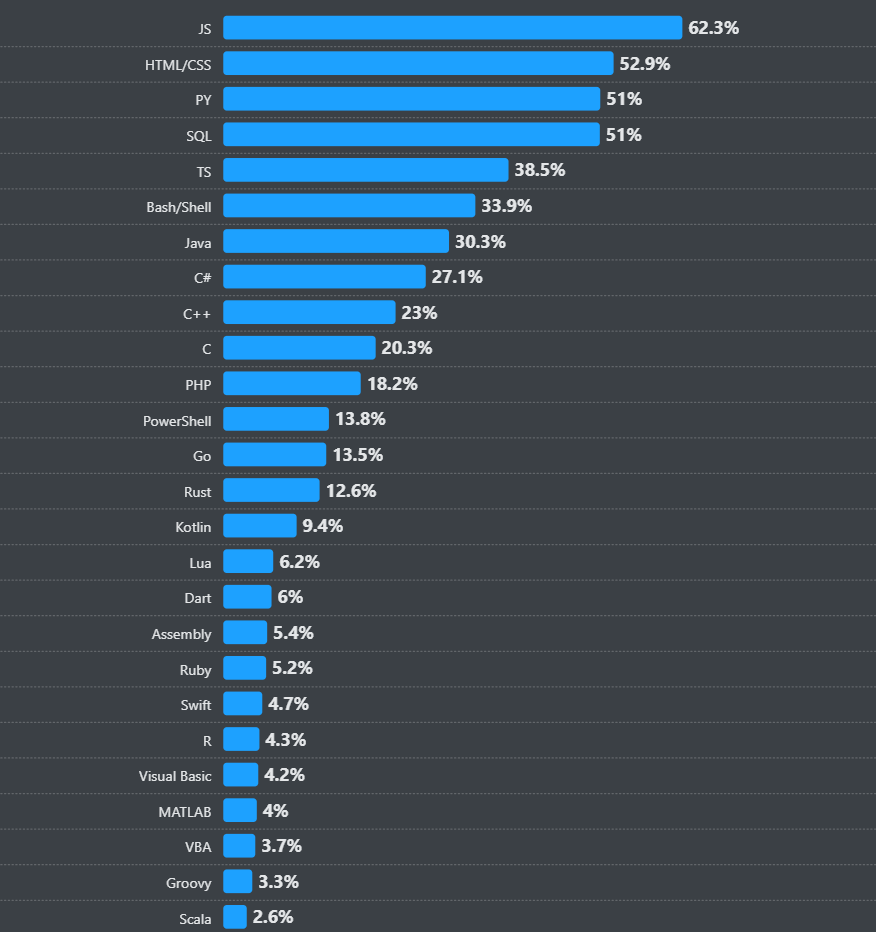 JS 62.3%
HTML/CSS 52.9%
PY 51%
SQL 51%
TS 38.5%
Bash/Shell 33.9%
Java 30.3%
C# 27.1%
C++ 23%
C 20.3%
PHP 18.2%
PowerShell 13.8%
Go 13.5%
Rust 12.6%
Kotlin 9.4%
Lua 6.2%
Dart 6%
Assembly 5.4%
Ruby 5.2%
Swift 4.7%
R 4.3%
Visual Basic 4.2%
MATLAB 4%
VBA 3.7%
Groovy 3.3%
Scala 2.6%